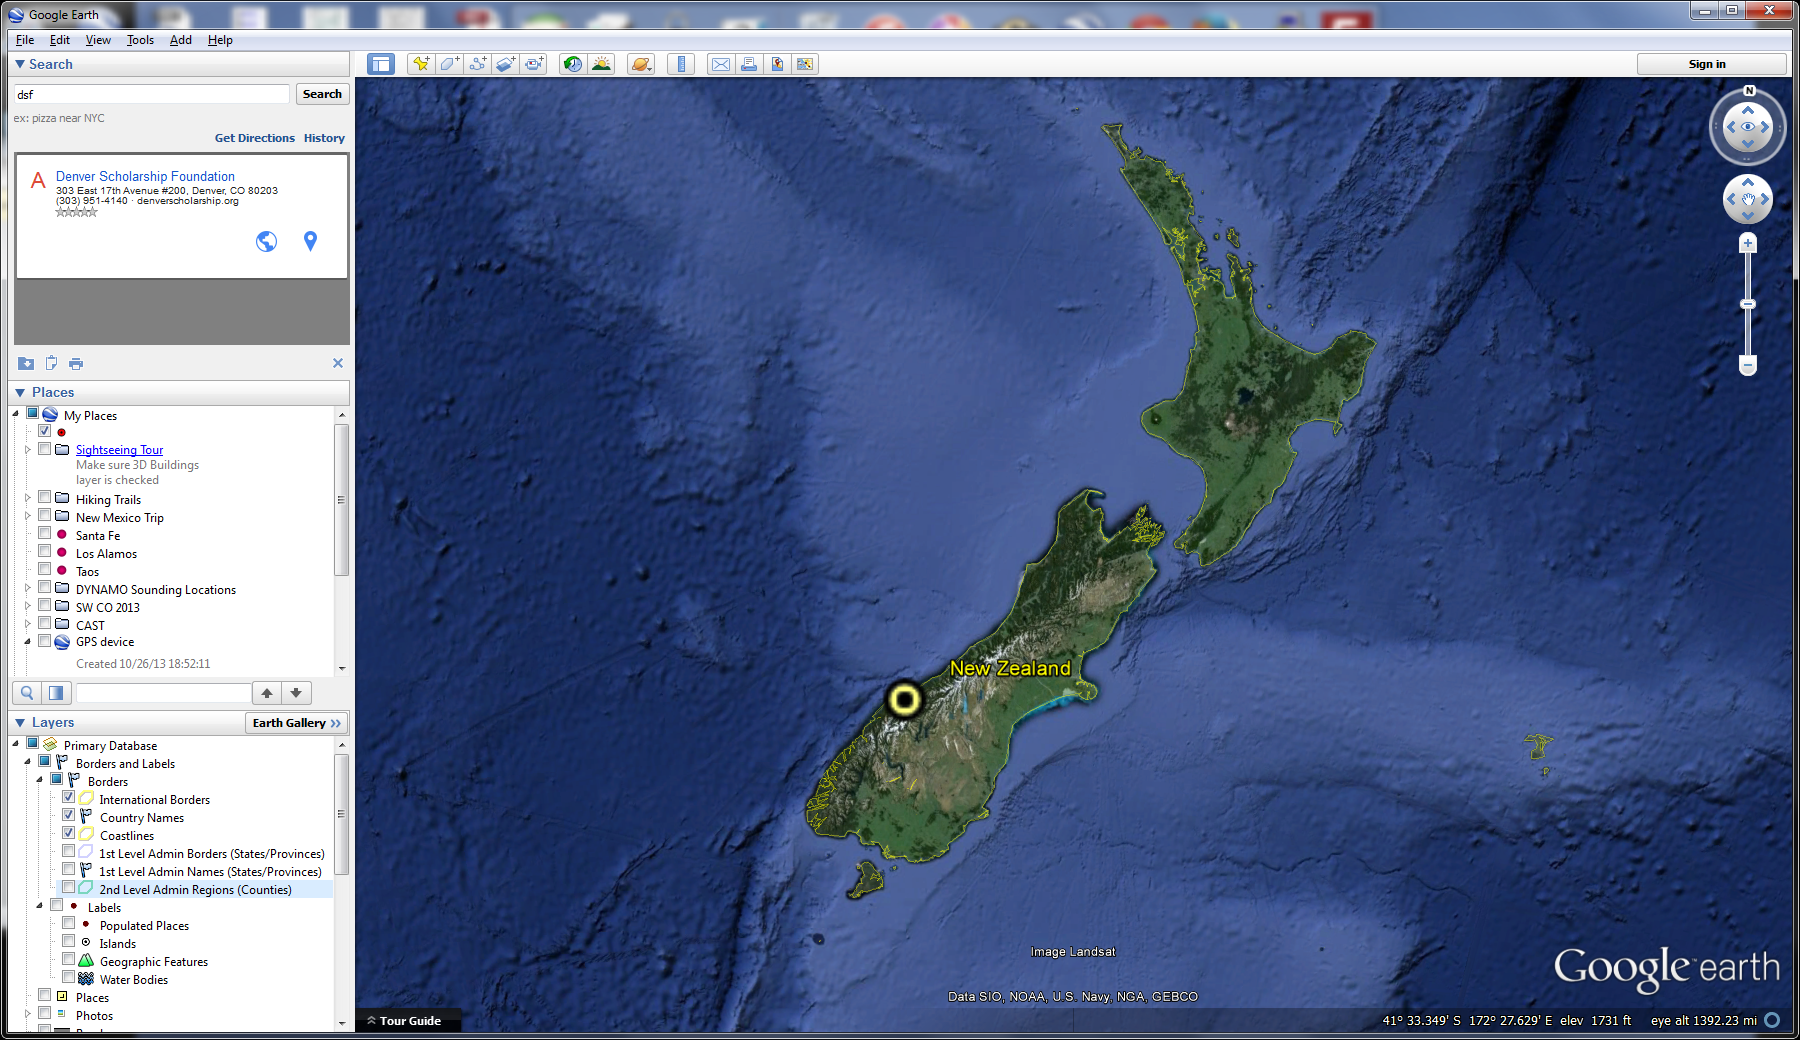 Google Earth
File Edit View Tools Add Help
Search
dsf
Search
ex: pizza near NYC
Get Directions History
A
Denver Scholarship Foundation
303 East 17th Avenue #200, Denver, CO 80203
(303) 951-4140 · denverscholarship.org
Places
My Places
Sightseeing Tour
Make sure 3D Buildings
layer is checked
Hiking Trails
New Mexico Trip
Santa Fe
Los Alamos
Taos
DYNAMO Sounding Locations
SW CO 2013
CAST
GPS device
Created 10/26/13 18:52:11
Layers
Earth Gallery »
Primary Database
Borders and Labels
Borders
International Borders
Country Names
Coastlines
1st Level Admin Borders (States/Provinces)
1st Level Admin Names (States/Provinces)
2nd Level Admin Regions (Counties)
Labels
Populated Places
Islands
Geographic Features
Water Bodies
Places
Photos
Sign in
N
New Zealand
Image Landsat
Data SIO, NOAA, U.S. Navy, NGA, GEBCO
Google earth
Tour Guide
41° 33.349' S 172° 27.629' E elev 1731 ft eye alt 1392.23 mi